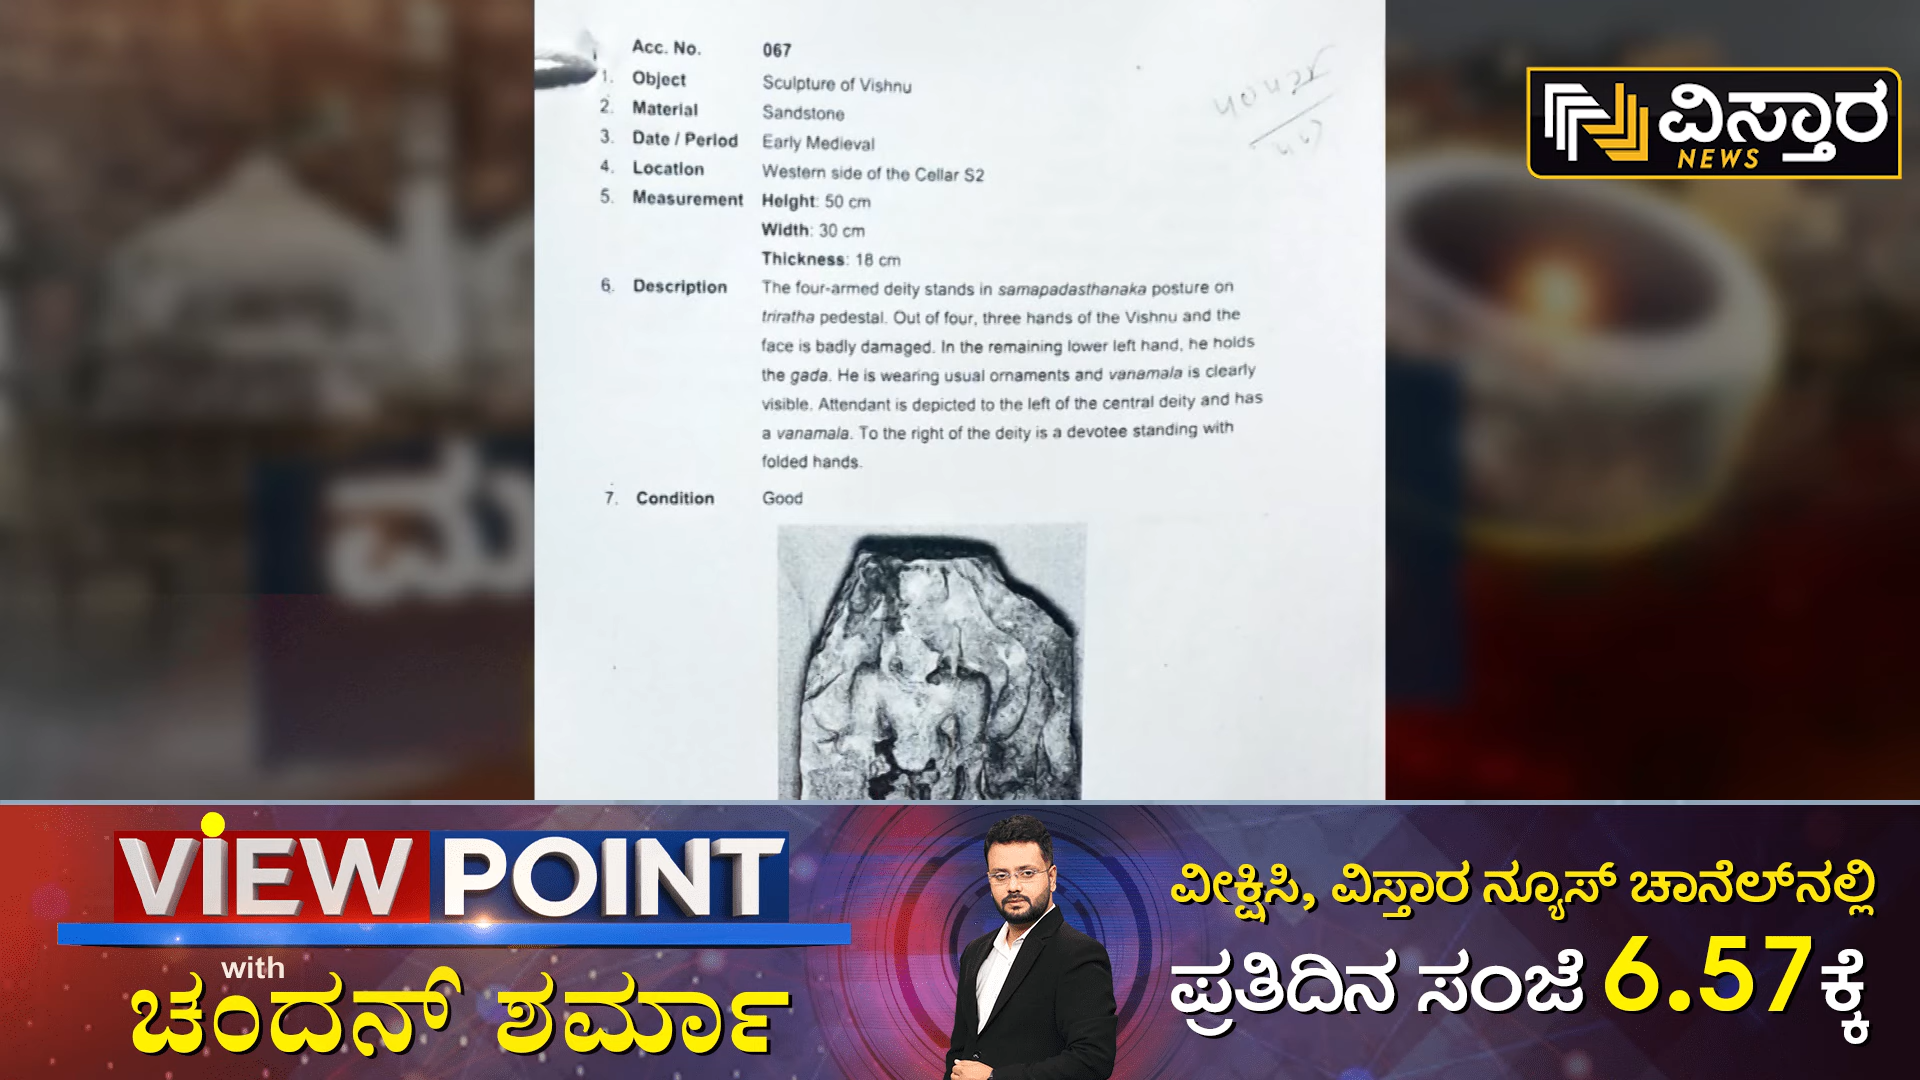 Acc. No. 067
1. Object Sculpture of Vishnu
2. Material Sandstone
3. Date / Period Early Medieval
4. Location Western side of the Cellar S2
5. Measurement Height: 50 cm
Width: 30 cm
Thickness: 18 cm
6. Description The four-armed deity stands in samapadasthanaka posture on
triratha pedestal. Out of four, three hands of the Vishnu and the
face is badly damaged. In the remaining lower left hand, he holds
the gada. He is wearing usual ornaments and vanamala is clearly
visible. Attendant is depicted to the left of the central deity and has
a vanamala. To the right of the deity is a devotee standing with
folded hands.
7. Condition Good
ವಿಸ್ತಾರ
NEWS
VIEW POINT
with
ಚಂದನ್ ಶರ್ಮಾ
ವೀಕ್ಷಿಸಿ, ವಿಸ್ತಾರ ನ್ಯೂಸ್ ಚಾನೆಲ್‌ನಲ್ಲಿ
ಪ್ರತಿದಿನ ಸಂಜೆ 6.57ಕ್ಕೆ